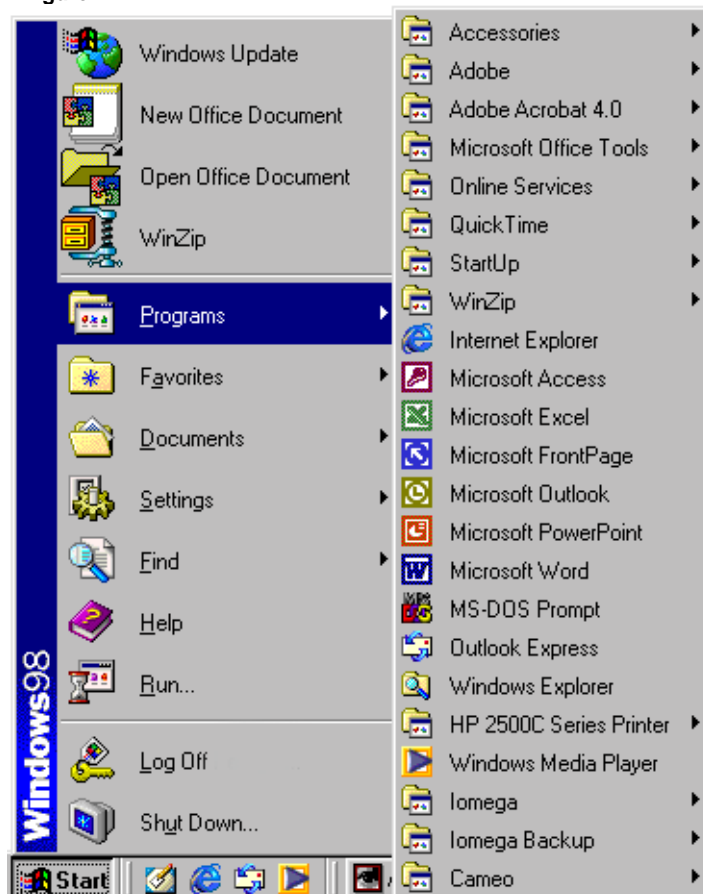 Windows Update
New Office Document
Open Office Document
WinZip
Programs
Favorites
Documents
Settings
Find
Help
Run...
Log Off
Shut Down...
Windows98
Start
Accessories
Adobe
Adobe Acrobat 4.0
Microsoft Office Tools
Online Services
QuickTime
StartUp
WinZip
Internet Explorer
Microsoft Access
Microsoft Excel
Microsoft FrontPage
Microsoft Outlook
Microsoft PowerPoint
Microsoft Word
MS-DOS Prompt
Outlook Express
Windows Explorer
HP 2500C Series Printer
Windows Media Player
Iomega
Iomega Backup
Cameo